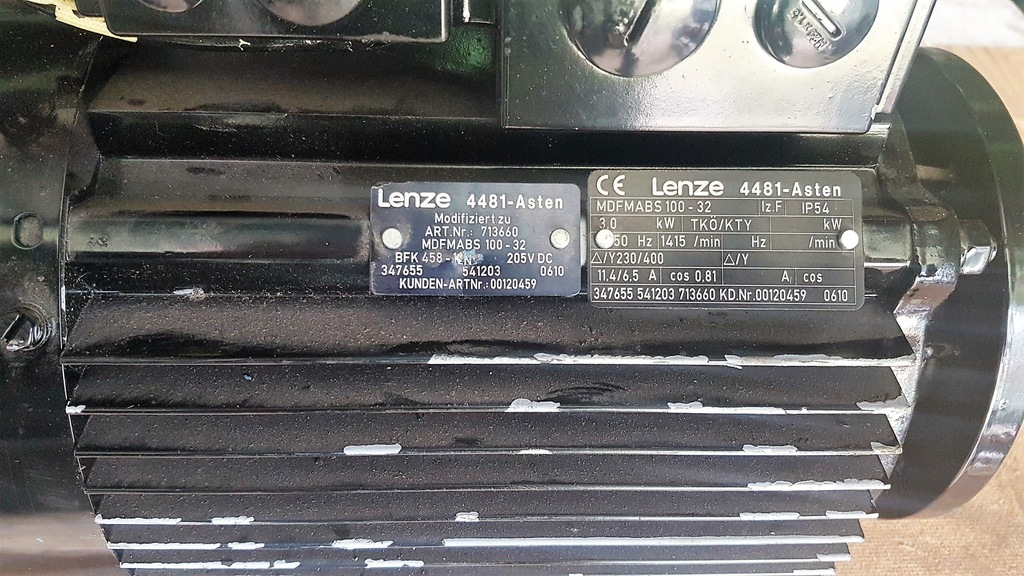 Lenze 4481-Asten
Modifiziert zu
ART.Nr.: 713660
MDFMABS 100-32
BFK 458- 205V DC
347655 541203 0610
KUNDEN-ARTNr.:00120459
CE Lenze 4481-Asten
MDFMABS 100-32 Iz.F IP54
3,0 kW TKÖ/KTY kW
50 Hz 1415 /min Hz /min
△/Y230/400 △/Y
11.4/6.5 A cos 0.81 A cos
347655 541203 713660 KD.Nr.00120459 0610